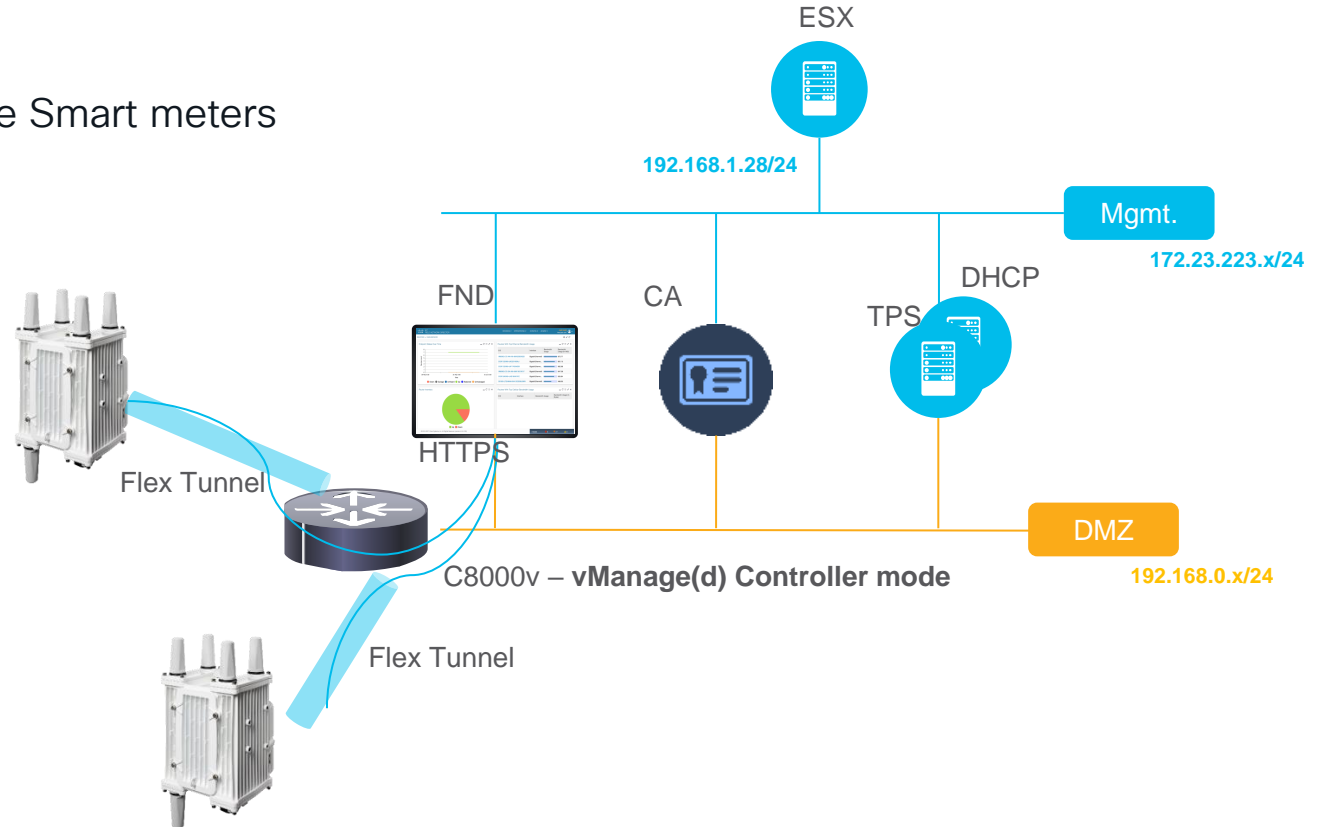 ESX
e Smart meters
192.168.1.28/24
Mgmt.
172.23.223.x/24
DHCP
FND
CA
TPS
HTTPS
Flex Tunnel
DMZ
C8000v – vManage(d) Controller mode
192.168.0.x/24
Flex Tunnel